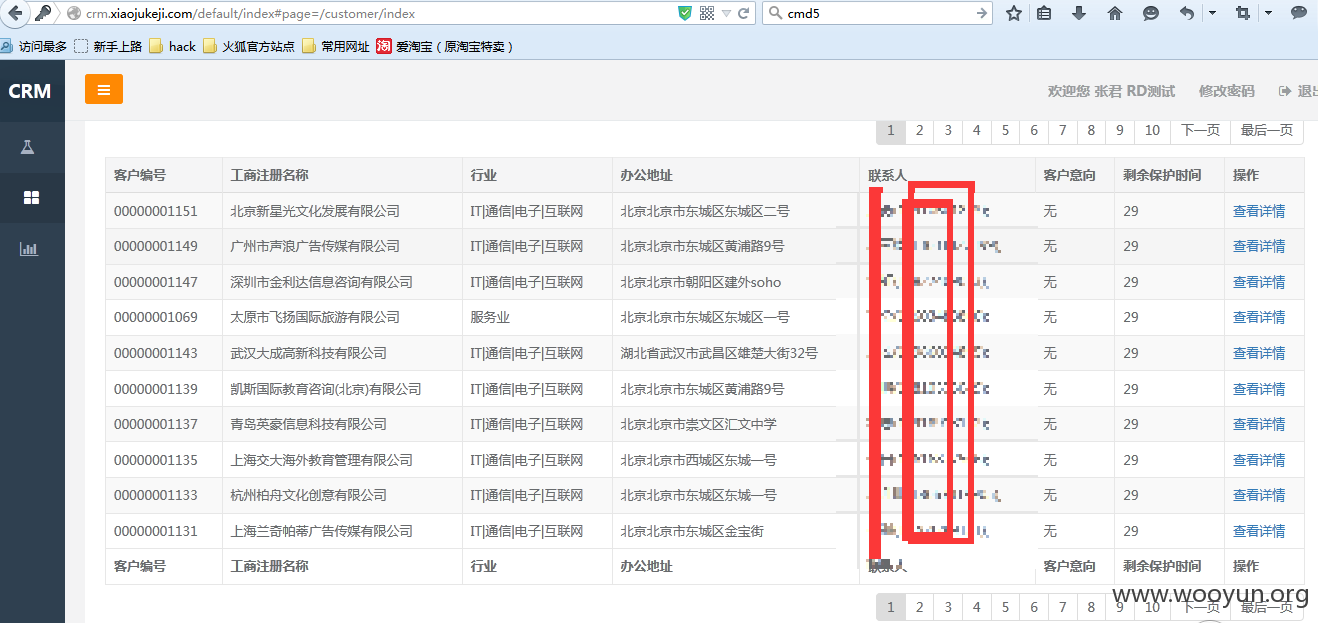 crm.xiaojukeji.com/default/index#page=/customer/index
cmd5
访问最多 新手上路 hack 火狐官方站点 常用网址 淘 爱淘宝（原淘宝特卖）
CRM 欢迎您 张君 RD测试 修改密码 退出
1 2 3 4 5 6 7 8 9 10 下一页 最后一页
客户编号 工商注册名称 行业 办公地址 联系人 客户意向 剩余保护时间 操作
00000001151 北京新星光文化发展有限公司 IT|通信|电子|互联网 北京北京市东城区东城区二号 无 29 查看详情
00000001149 广州市声浪广告传媒有限公司 IT|通信|电子|互联网 北京北京市东城区黄浦路9号 无 29 查看详情
00000001147 深圳市金利达信息咨询有限公司 IT|通信|电子|互联网 北京北京市朝阳区建外soho 无 29 查看详情
00000001069 太原市飞扬国际旅游有限公司 服务业 北京北京市东城区东城区一号 无 29 查看详情
00000001143 武汉大成高新科技有限公司 IT|通信|电子|互联网 湖北省武汉市武昌区雄楚大街32号 无 29 查看详情
00000001139 凯斯国际教育咨询(北京)有限公司 IT|通信|电子|互联网 北京北京市东城区黄浦路9号 无 29 查看详情
00000001137 青岛英豪信息科技有限公司 IT|通信|电子|互联网 北京北京市崇文区汇文中学 无 29 查看详情
00000001135 上海交大海外教育管理有限公司 IT|通信|电子|互联网 北京北京市西城区东城一号 无 29 查看详情
00000001133 杭州柏舟文化创意有限公司 IT|通信|电子|互联网 北京北京市东城区东城一号 无 29 查看详情
00000001131 上海兰奇帕蒂广告传媒有限公司 IT|通信|电子|互联网 北京北京市东城区金宝街 无 29 查看详情
客户编号 工商注册名称 行业 办公地址 联系人 客户意向 剩余保护时间 操作
www.wooyun.org
1 2 3 4 5 6 7 8 9 10 下一页 最后一页